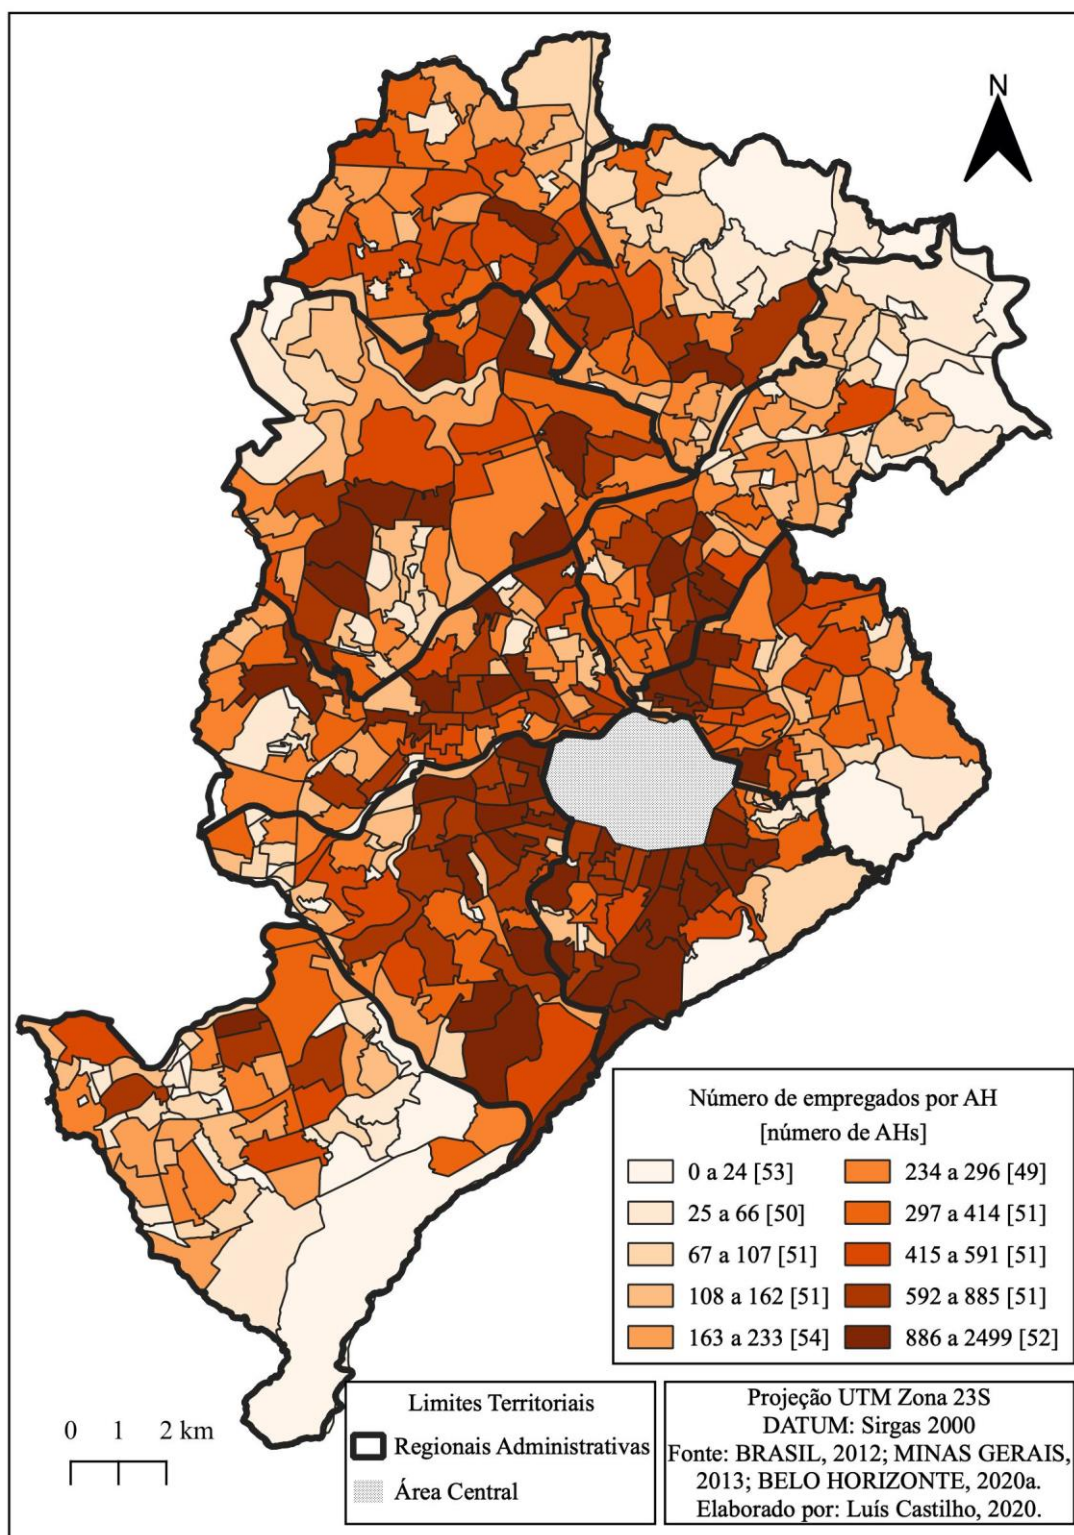 N
Número de empregados por AH
[número de AHs]
0 a 24 [53]
25 a 66 [50]
67 a 107 [51]
108 a 162 [51]
163 a 233 [54]
234 a 296 [49]
297 a 414 [51]
415 a 591 [51]
592 a 885 [51]
886 a 2499 [52]
0 1 2 km
Limites Territoriais
Regionais Administrativas
Área Central
Projeção UTM Zona 23S
DATUM: Sirgas 2000
Fonte: BRASIL, 2012; MINAS GERAIS,
2013; BELO HORIZONTE, 2020a.
Elaborado por: Luís Castilho, 2020.